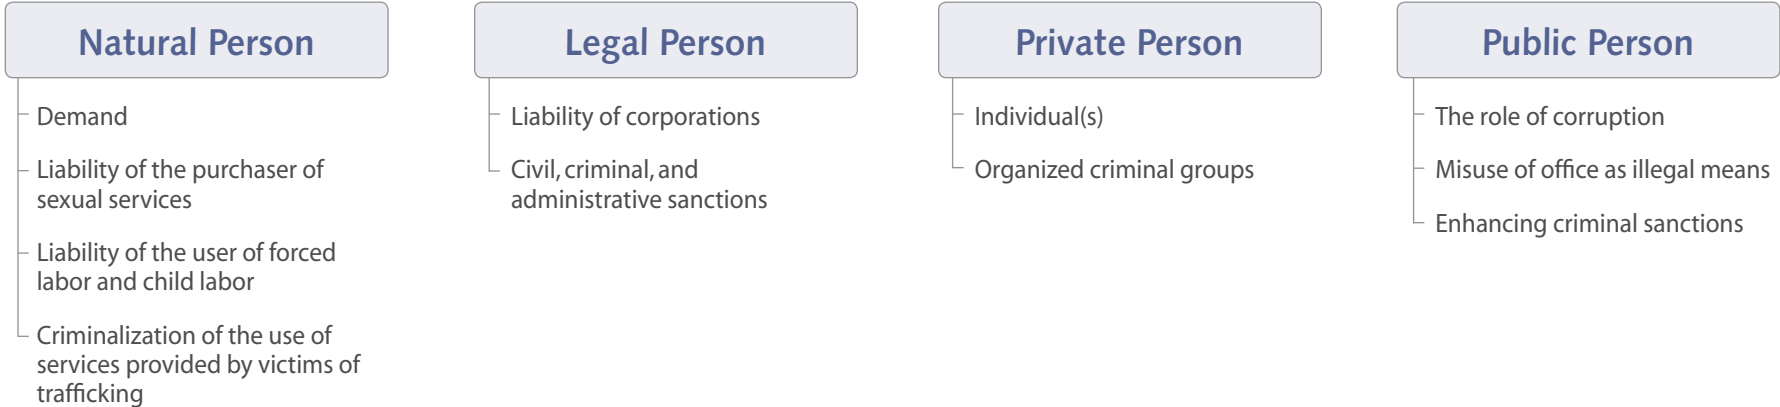 Natural Person
Demand
Liability of the purchaser of
sexual services
Liability of the user of forced
labor and child labor
Criminalization of the use of
services provided by victims of
trafficking
Legal Person
Liability of corporations
Civil, criminal, and
administrative sanctions
Private Person
Individual(s)
Organized criminal groups
Public Person
The role of corruption
Misuse of office as illegal means
Enhancing criminal sanctions